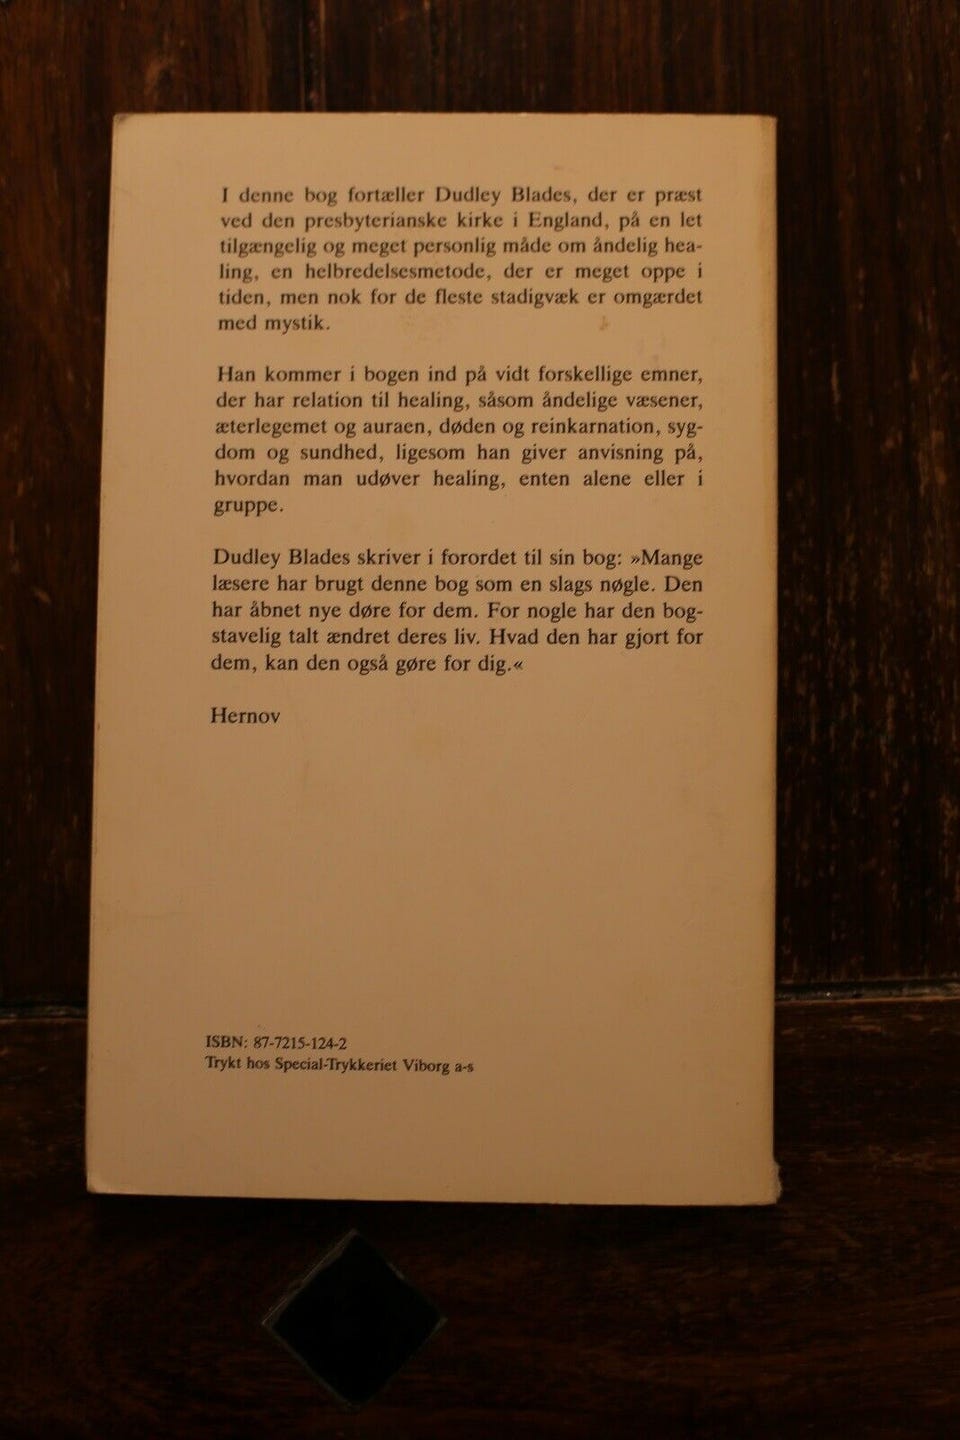 I denne bog fortæller Dudley Blades, der er præst
ved den presbyterianske kirke i England, på en let
tilgængelig og meget personlig måde om åndelig hea-
ling, en helbredelsesmetode, der er meget oppe i
tiden, men nok for de fleste stadigvæk er omgærdet
med mystik.
Han kommer i bogen ind på vidt forskellige emner,
der har relation til healing, såsom åndelige væsener,
æterlegemet og auraen, døden og reinkarnation, syg-
dom og sundhed, ligesom han giver anvisning på,
hvordan man udøver healing, enten alene eller i
gruppe.
Dudley Blades skriver i forordet til sin bog: »Mange
læsere har brugt denne bog som en slags nøgle. Den
har åbnet nye døre for dem. For nogle har den bog-
stavelig talt ændret deres liv. Hvad den har gjort for
dem, kan den også gøre for dig.«
Hernov
ISBN: 87-7215-124-2
Trykt hos Special-Trykkeriet Viborg a-s